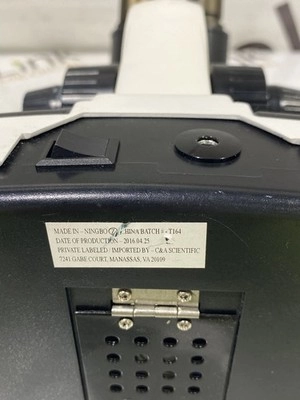 MADE IN - NINGBO CHINA/BATCH # - T164
DATE OF PRODUCTION - 2016.04.25
PRIVATE LABELED / IMPORTED BY - C&A SCIENTIFIC
7241 GABE COURT, MANASSAS, VA 20109